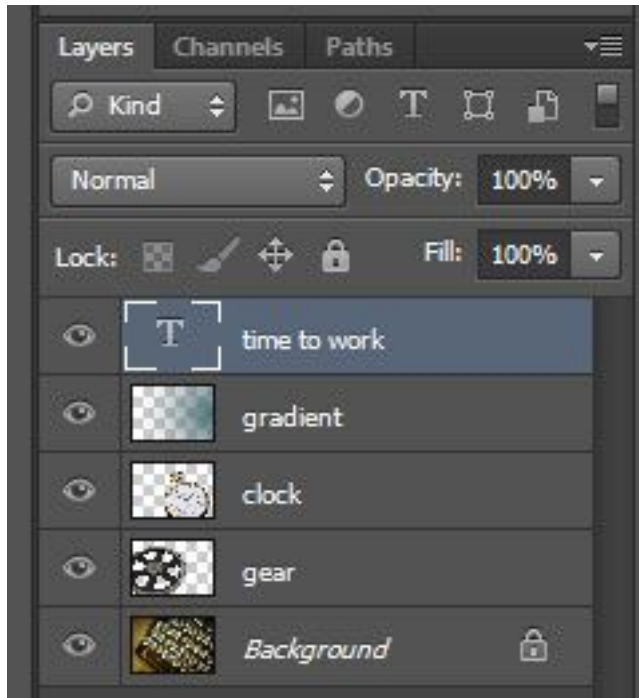 Layers Channels Paths
Kind T
Normal Opacity: 100%
Lock: Fill: 100%
T time to work
gradient
clock
gear
Background